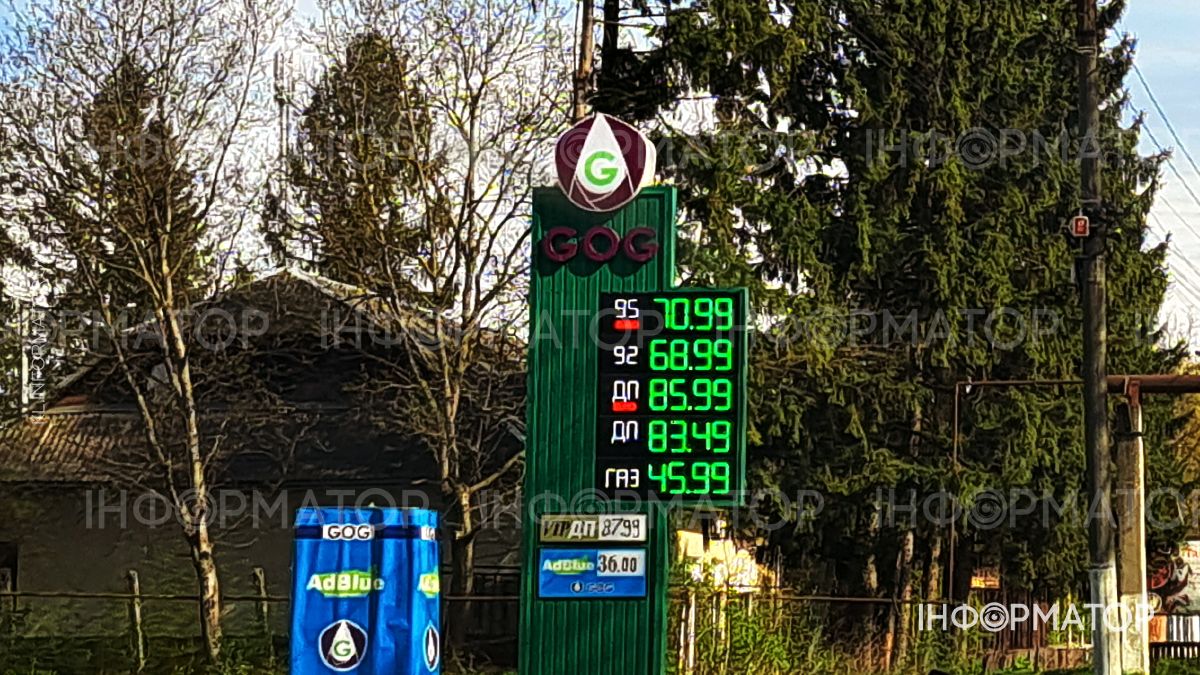 G
GOG
95 70.99
92 68.99
ДП 85.99
ДП 83.49
ГАЗ 45.99
ДП 87.99
AdBlue 36.00
GOG
GOG
AdBlue
G
ІНФОРМАТОР